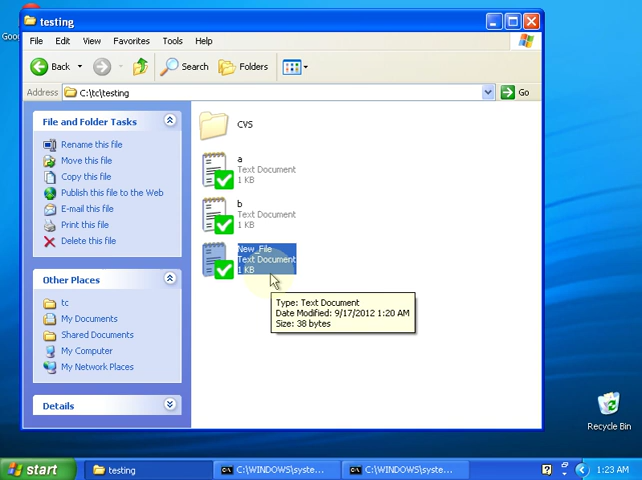 testing
File Edit View Favorites Tools Help
Back Search Folders
Address C:\tc\testing Go
File and Folder Tasks
Rename this file
Move this file
Copy this file
Publish this file to the Web
E-mail this file
Print this file
Delete this file
Other Places
tc
My Documents
Shared Documents
My Computer
My Network Places
Details
CVS
a
Text Document
1 KB
b
Text Document
1 KB
New_File
Text Document
1 KB
Type: Text Document
Date Modified: 9/17/2012 1:20 AM
Size: 38 bytes
Goo
Recycle Bin
start testing C:\WINDOWS\syste... C:\WINDOWS\syste... 1:23 AM